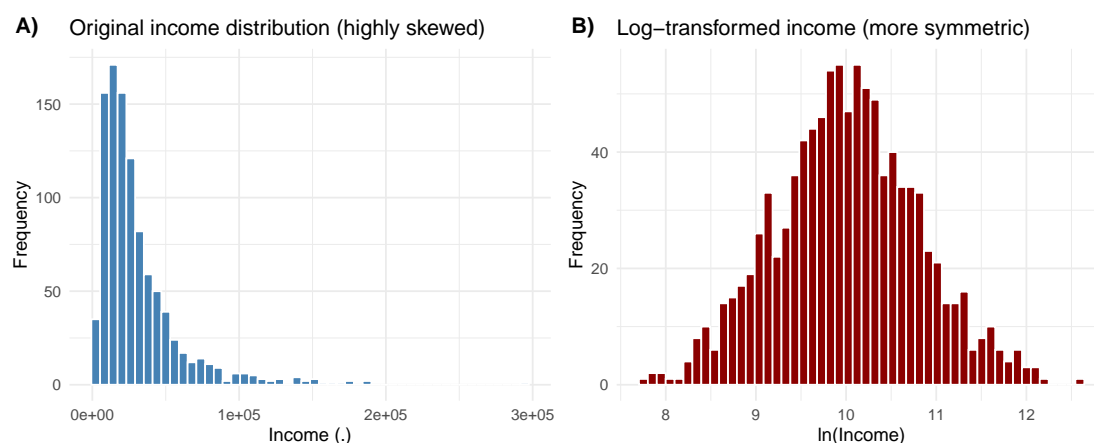 A) Original income distribution (highly skewed)
Frequency
150
100
50
0
0e+00 1e+05 2e+05 3e+05
Income (.)
B) Log−transformed income (more symmetric)
Frequency
40
20
0
8 9 10 11 12
ln(Income)